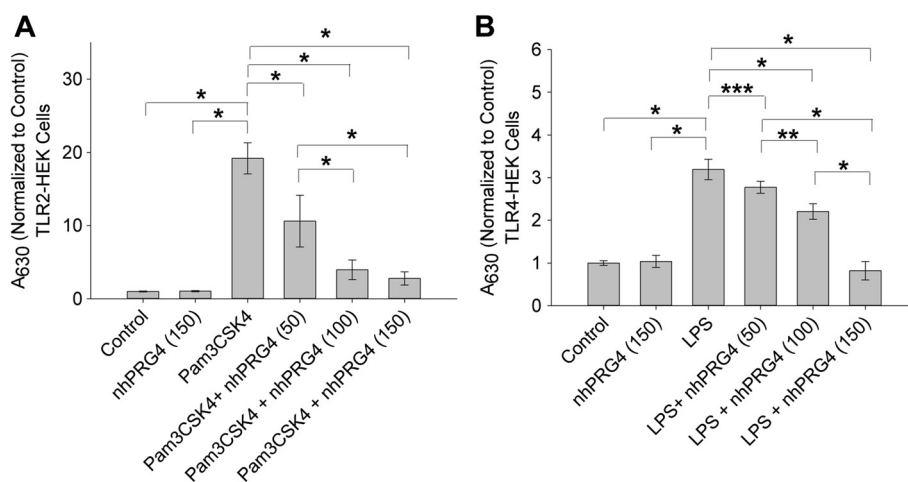 A
A630 (Normalized to Control)
TLR2-HEK Cells
30
20
10
0
*
*
*
*
*
*
*
Control
nhPRG4 (150)
Pam3CSK4
Pam3CSK4+ nhPRG4 (50)
Pam3CSK4 + nhPRG4 (100)
Pam3CSK4 + nhPRG4 (150)
B
A630 (Normalized to Control)
TLR4-HEK Cells
6
5
4
3
2
1
0
*
*
***
*
*
*
**
*
Control
nhPRG4 (150)
LPS
LPS+ nhPRG4 (50)
LPS + nhPRG4 (100)
LPS + nhPRG4 (150)